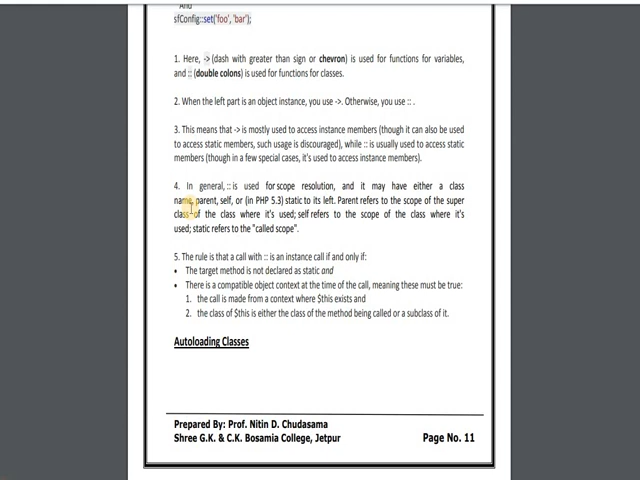 And
sfConfig::set('foo', 'bar');
1. Here, -> (dash with greater than sign or chevron) is used for functions for variables,
and :: (double colons) is used for functions for classes.
2. When the left part is an object instance, you use ->. Otherwise, you use :: .
3. This means that -> is mostly used to access instance members (though it can also be used
to access static members, such usage is discouraged), while :: is usually used to access static
members (though in a few special cases, it's used to access instance members).
4. In general, :: is used for scope resolution, and it may have either a class
name, parent, self, or (in PHP 5.3) static to its left. Parent refers to the scope of the super
class of the class where it's used; self refers to the scope of the class where it's
used; static refers to the "called scope".
5. The rule is that a call with :: is an instance call if and only if:
• The target method is not declared as static and
• There is a compatible object context at the time of the call, meaning these must be true:
1. the call is made from a context where $this exists and
2. the class of $this is either the class of the method being called or a subclass of it.
Autoloading Classes
Prepared By: Prof. Nitin D. Chudasama
Shree G.K. & C.K. Bosamia College, Jetpur Page No. 11